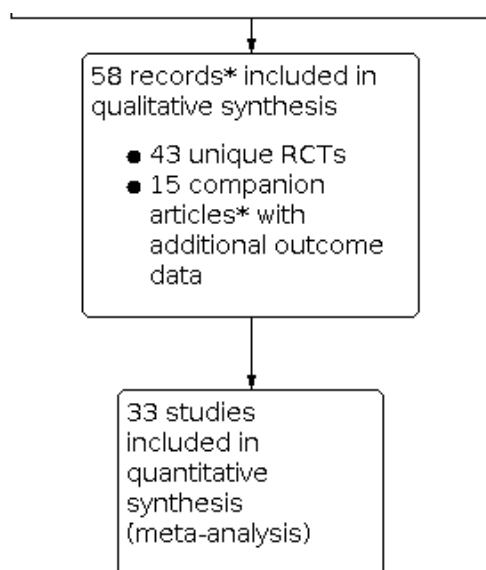 58 records* included in
qualitative synthesis
● 43 unique RCTs
● 15 companion
articles* with
additional outcome
data
33 studies
included in
quantitative
synthesis
(meta-analysis)